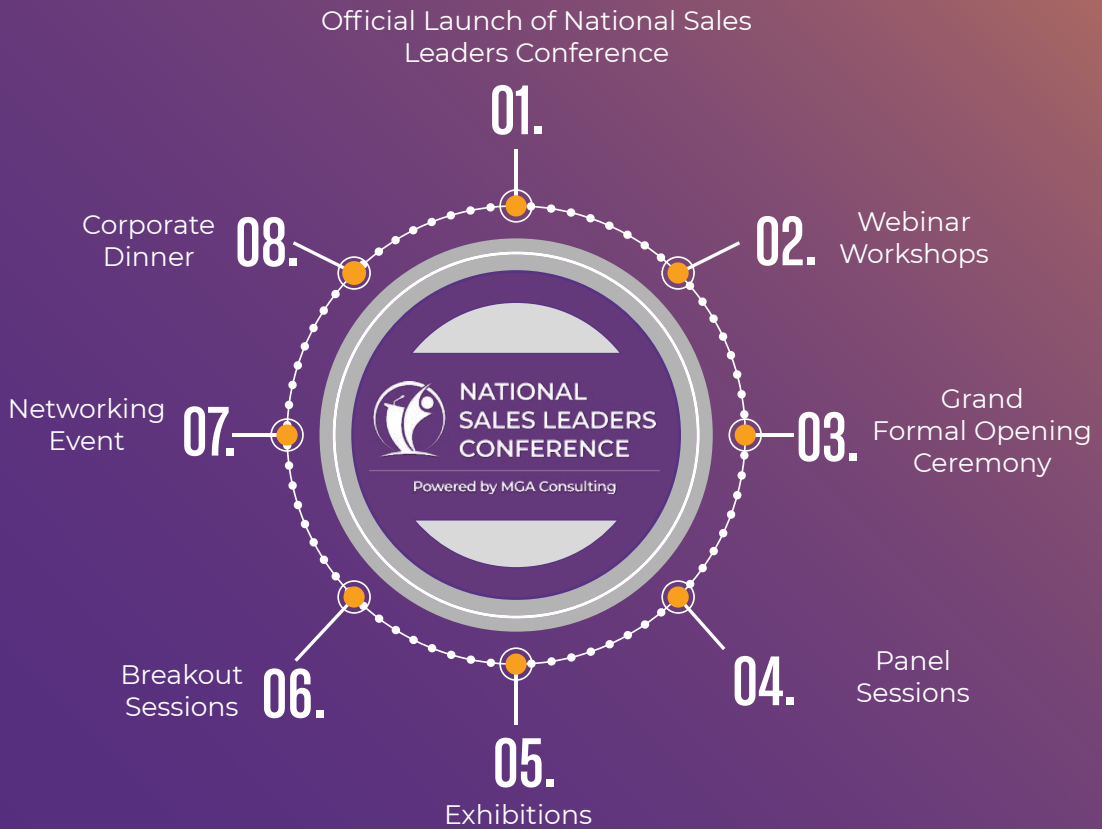 Official Launch of National Sales
Leaders Conference
01.
02.
Webinar
Workshops
03.
Grand
Formal Opening
Ceremony
04.
Panel
Sessions
05.
Exhibitions
06.
Breakout
Sessions
07.
Networking
Event
08.
Corporate
Dinner
NATIONAL
SALES LEADERS
CONFERENCE
Powered by MGA Consulting